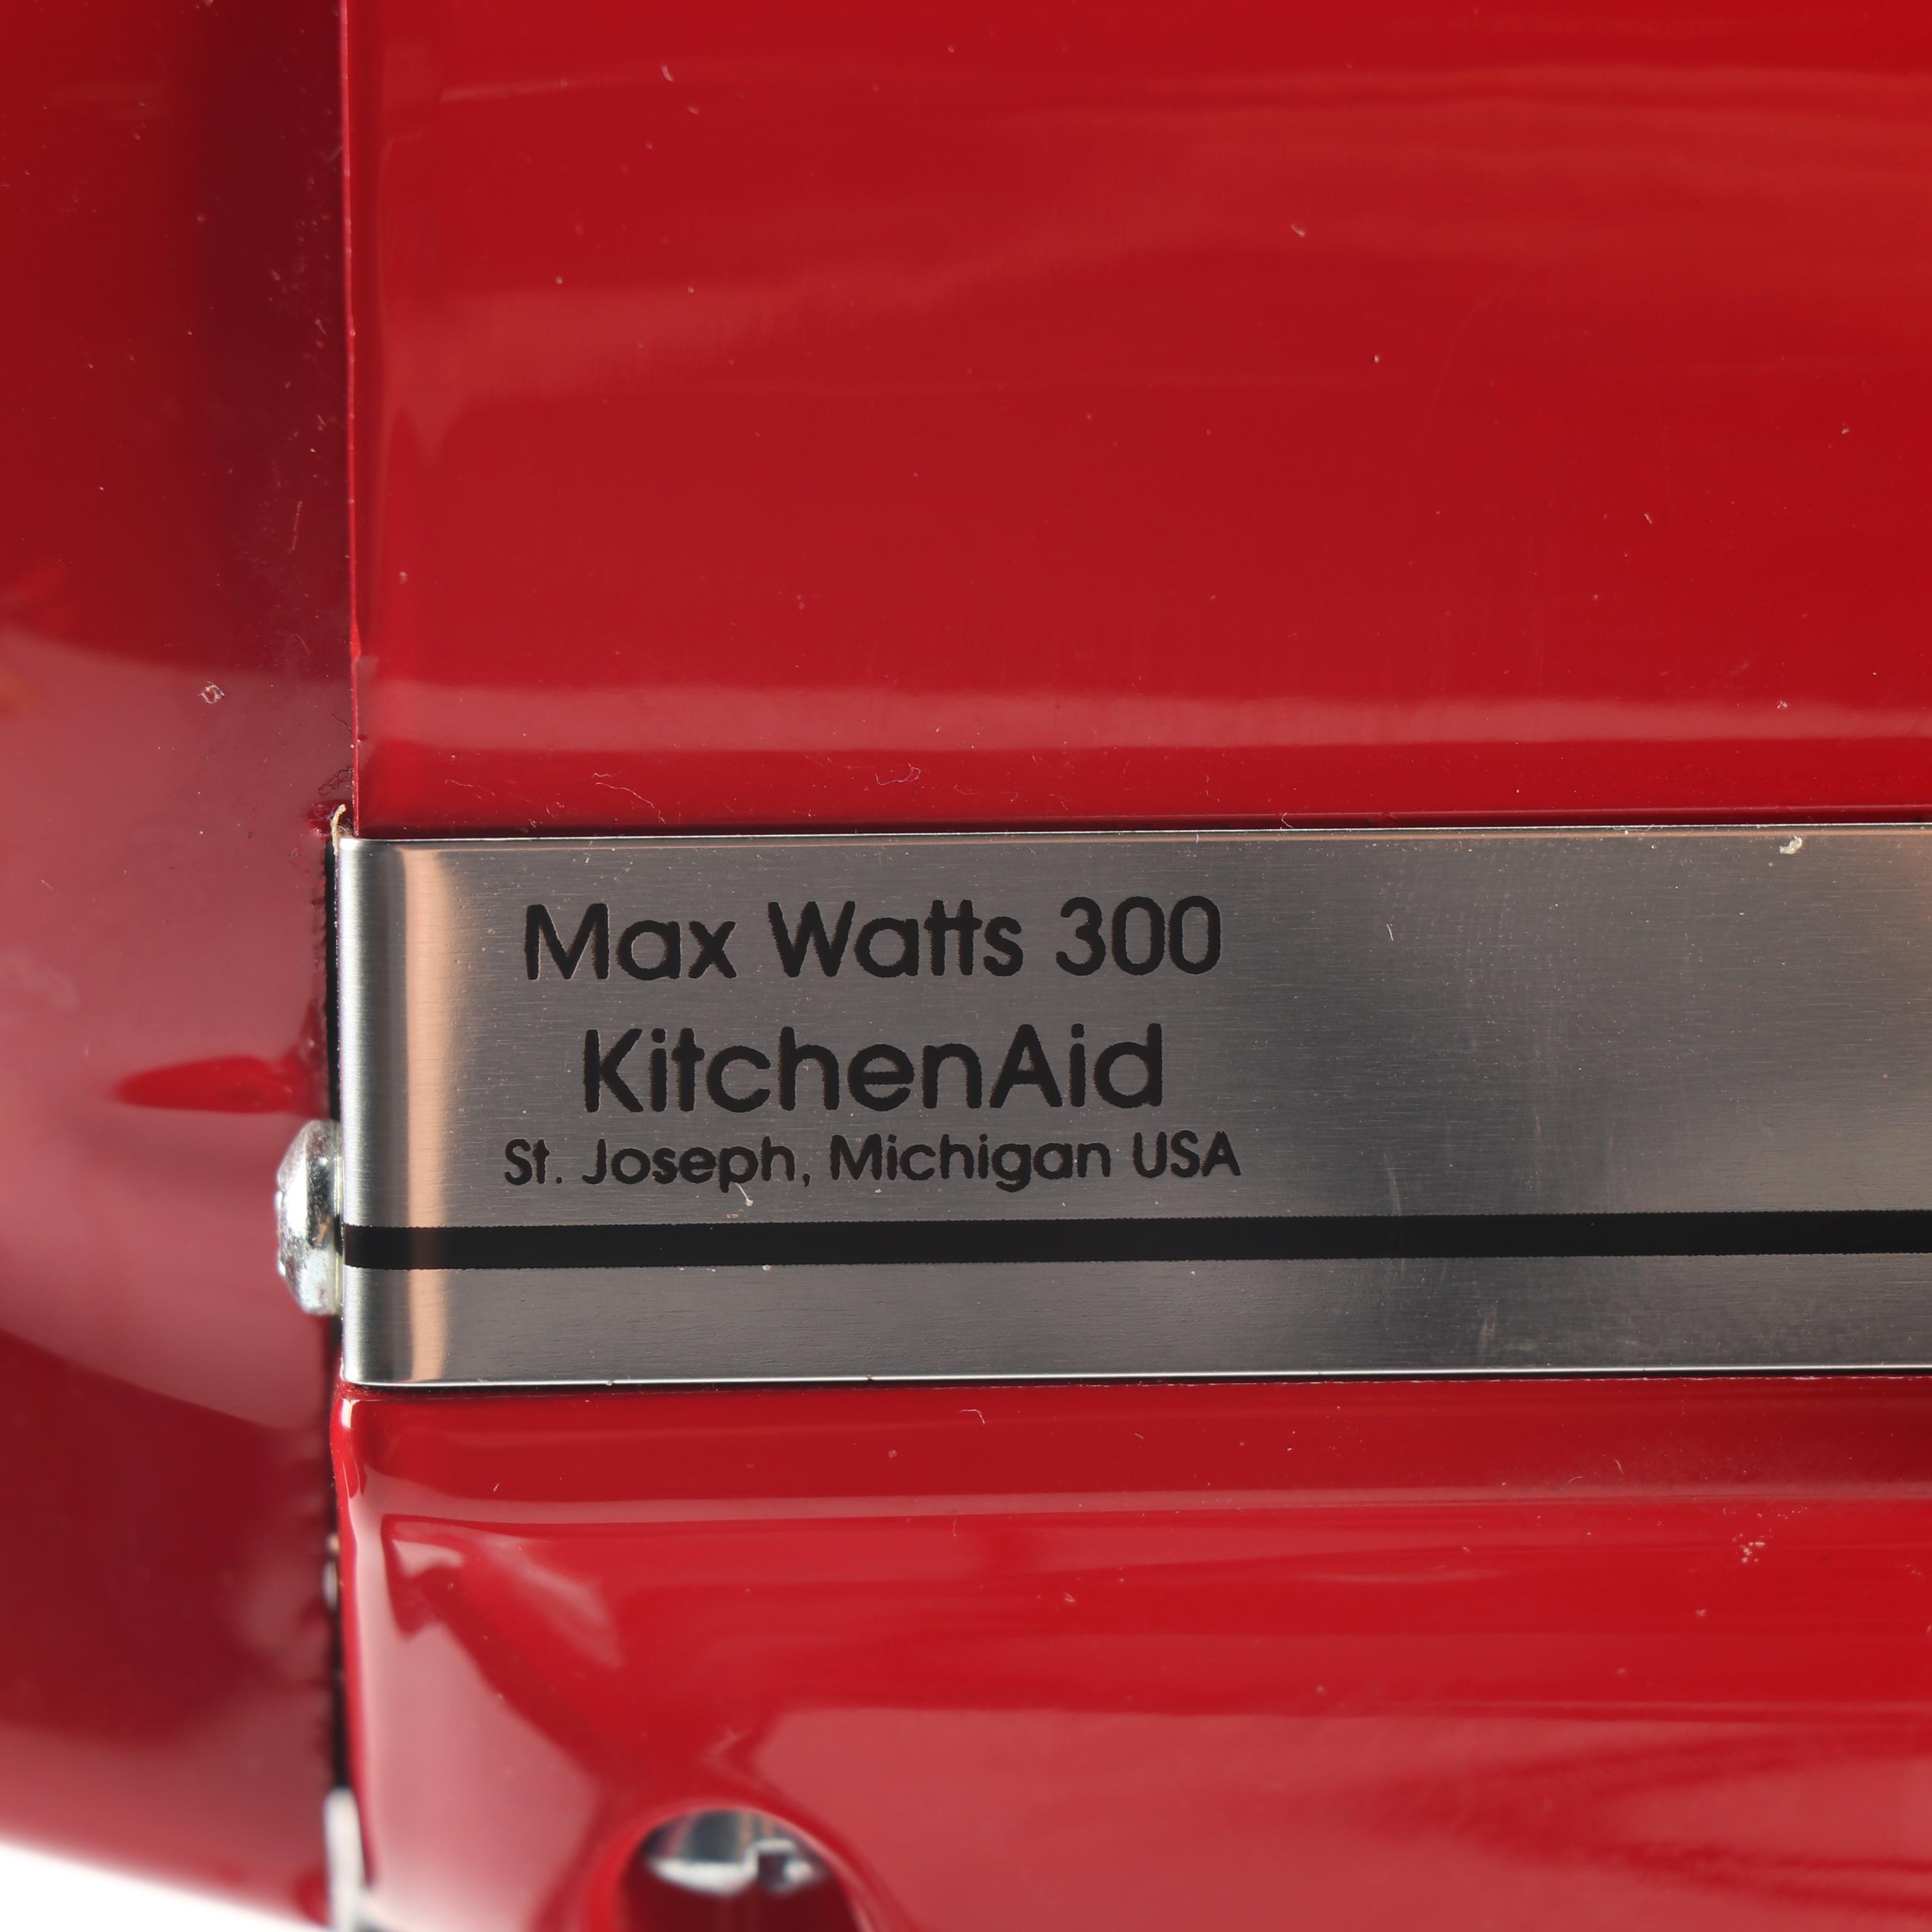 Max Watts 300
KitchenAid
St. Joseph, Michigan USA